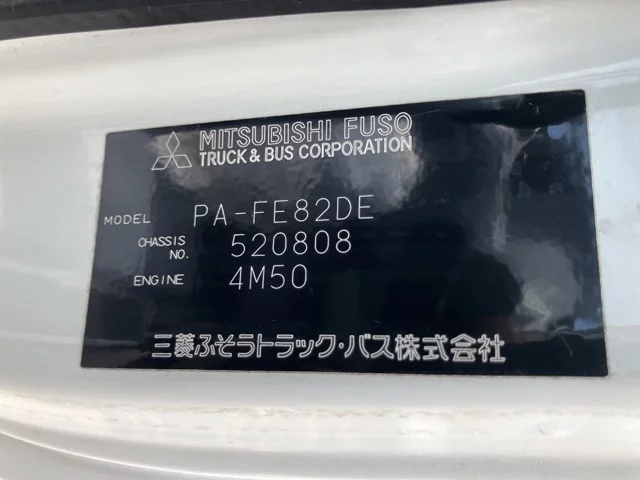 MITSUBISHI FUSO
TRUCK & BUS CORPORATION
MODEL PA-FE82DE
CHASSIS NO. 520808
ENGINE 4M50
三菱ふそうトラック・バス株式会社